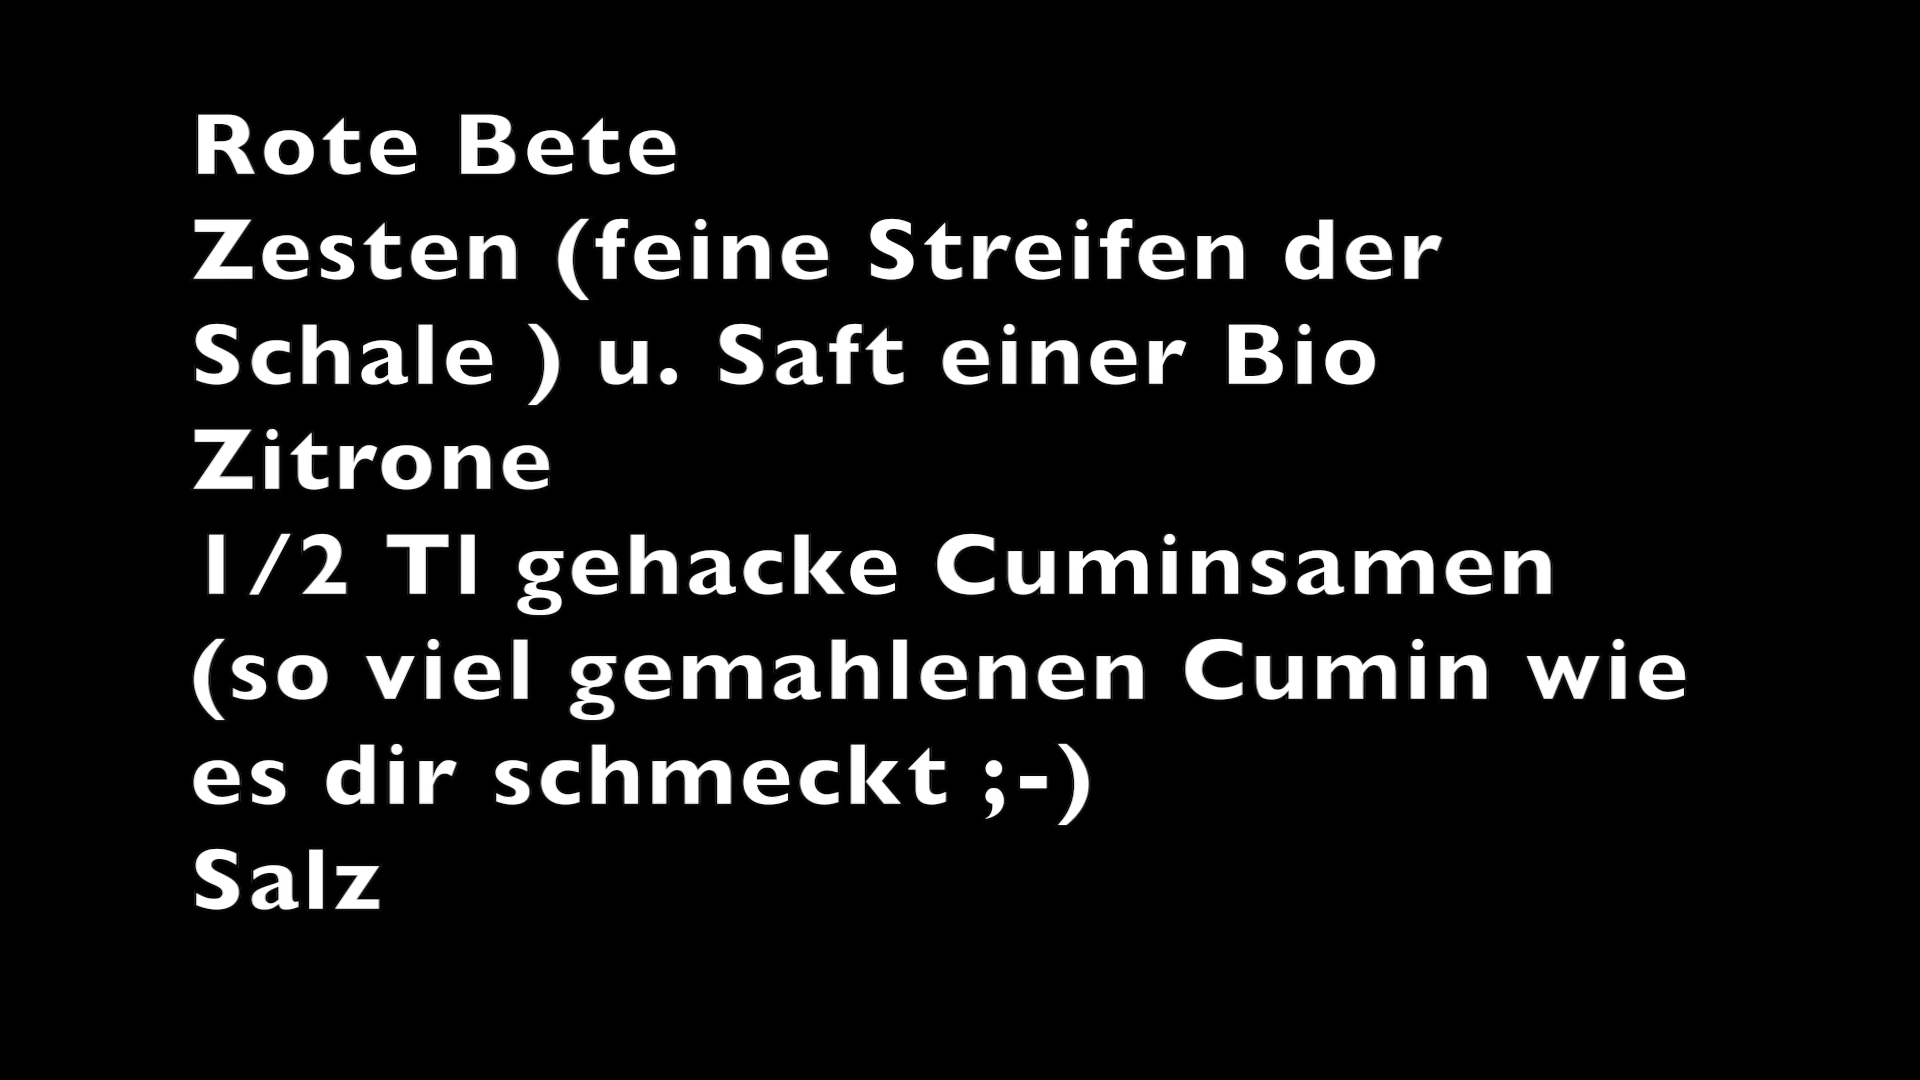 Rote Bete
Zesten (feine Streifen der
Schale ) u. Saft einer Bio
Zitrone
1/2 Tl gehacke Cuminsamen
(so viel gemahlenen Cumin wie
es dir schmeckt ;-)
Salz